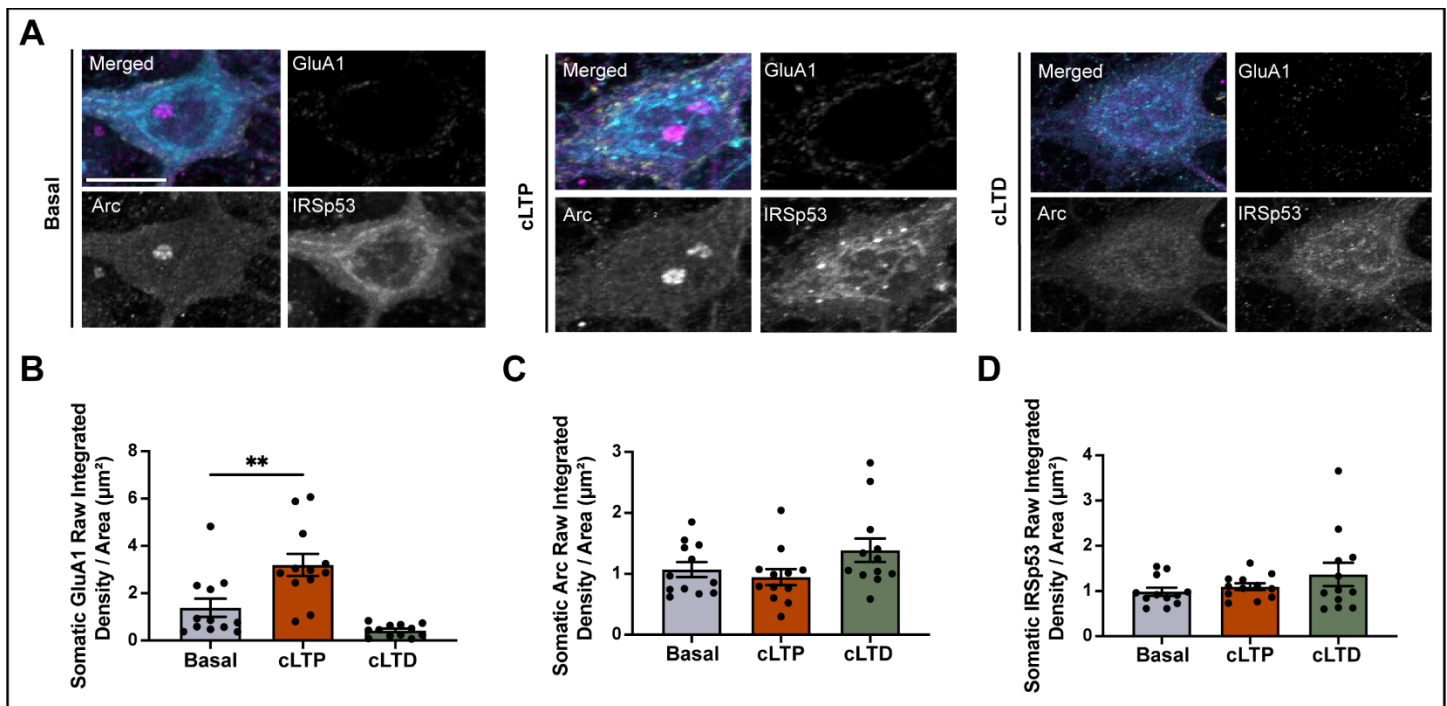 A
Basal
Merged
GluA1
Arc
IRSp53
cLTP
Merged
GluA1
Arc
2
IRSp53
cLTD
Merged
GluA1
Arc
IRSp53
B
Somatic GluA1 Raw Integrated
Density / Area (µm²)
8
6
4
2
0
**
Basal
cLTP
cLTD
C
Somatic Arc Raw Integrated
Density / Area (µm²)
3
2
1
0
Basal
cLTP
cLTD
D
Somatic IRSp53 Raw Integrated
Density / Area (µm²)
4
3
2
1
0
Basal
cLTP
cLTD